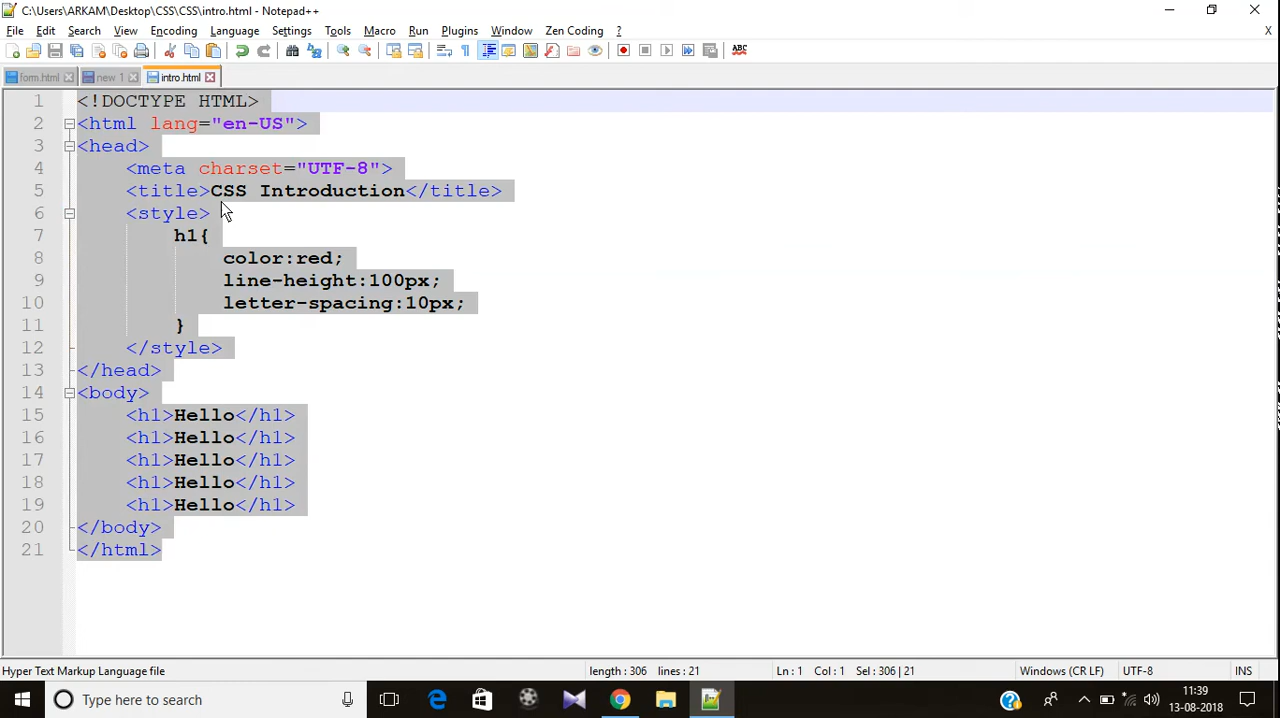 C:\Users\ARKAM\Desktop\CSS\CSS\intro.html - Notepad++
File Edit Search View Encoding Language Settings Tools Macro Run Plugins Window Zen Coding ? X
ABC
form.html new 1 intro.html
1 <!DOCTYPE HTML>
2 <html lang="en-US">
3 <head>
4 <meta charset="UTF-8">
5 <title>CSS Introduction</title>
6 <style>
7 h1{
8 color:red;
9 line-height:100px;
10 letter-spacing:10px;
11 }
12 </style>
13 </head>
14 <body>
15 <h1>Hello</h1>
16 <h1>Hello</h1>
17 <h1>Hello</h1>
18 <h1>Hello</h1>
19 <h1>Hello</h1>
20 </body>
21 </html>
Hyper Text Markup Language file length : 306 lines : 21 Ln : 1 Col : 1 Sel : 306 | 21 Windows (CR LF) UTF-8 INS
Type here to search
11:39
13-08-2018